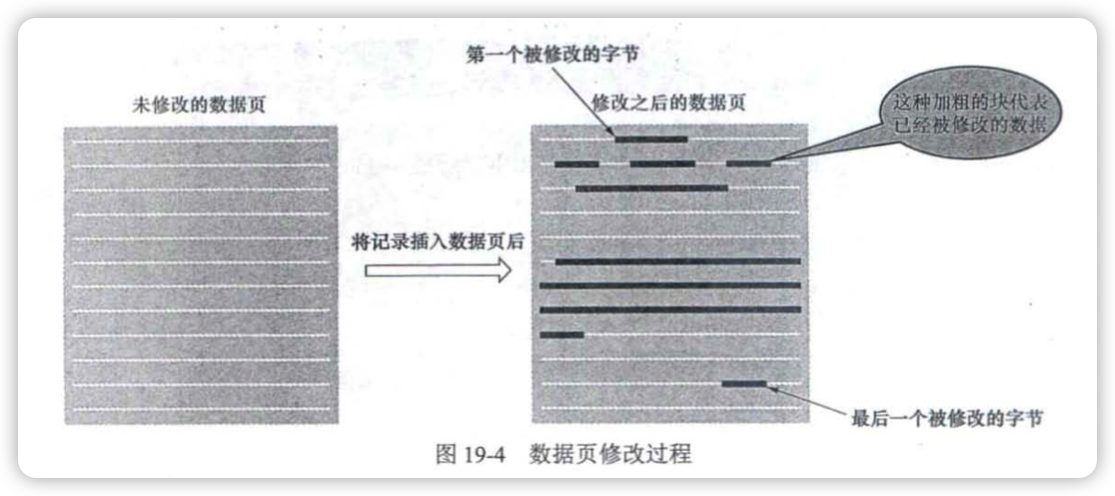 第一个被修改的字节
未修改的数据页
修改之后的数据页
这种加粗的块代表
已经被修改的数据
将记录插入数据页后
最后一个被修改的字节
图 19-4 数据页修改过程